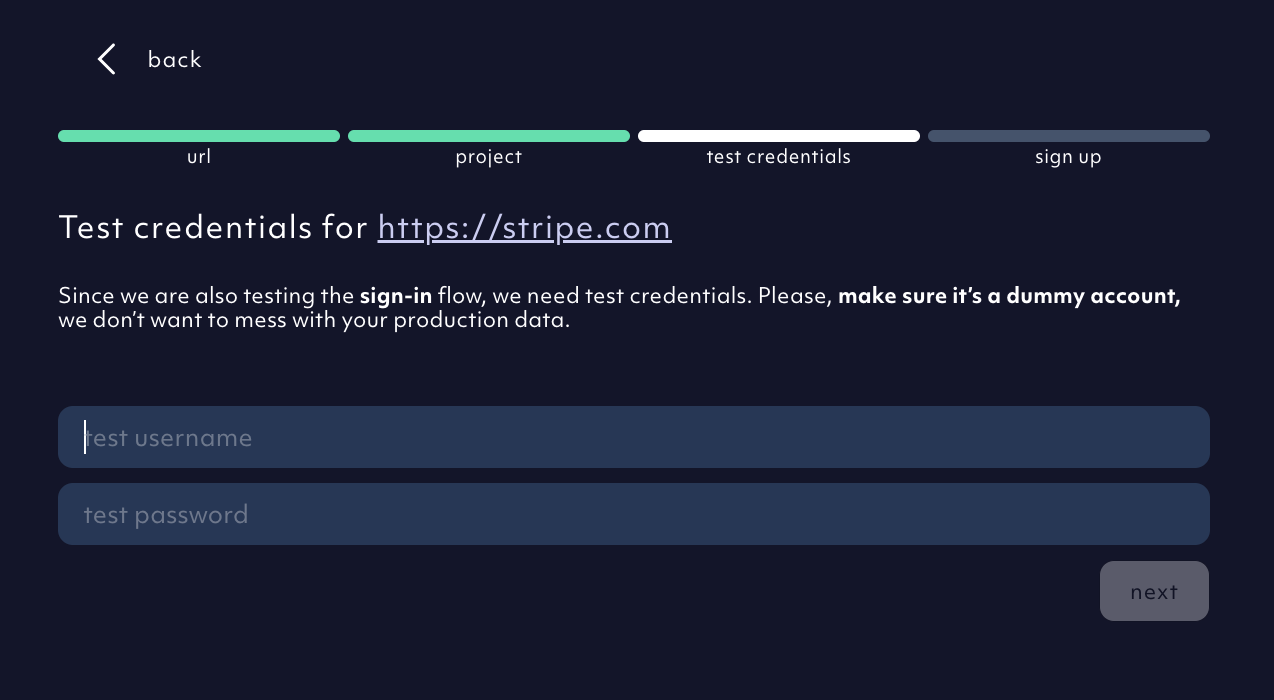 back
url
project
test credentials
sign up
Test credentials for https://stripe.com
Since we are also testing the sign-in flow, we need test credentials. Please, make sure it’s a dummy account,
we don’t want to mess with your production data.
test username
test password
next